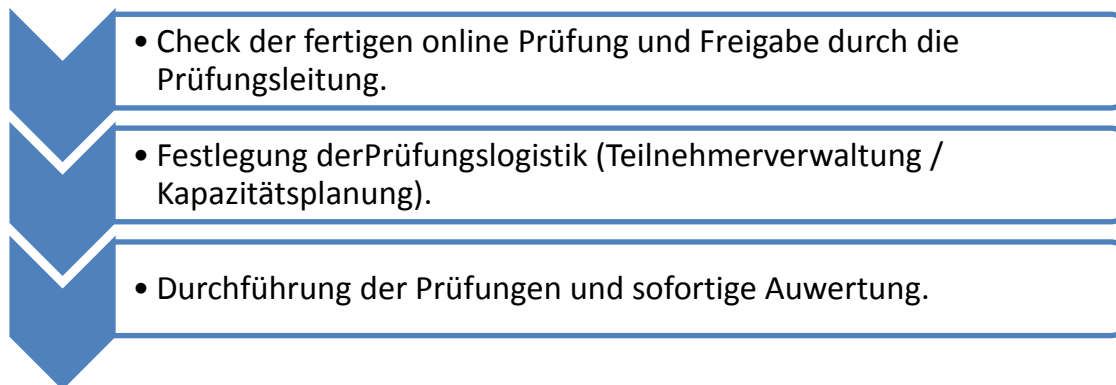 • Check der fertigen online Prüfung und Freigabe durch die
Prüfungsleitung.
• Festlegung derPrüfungslogistik (Teilnehmerverwaltung /
Kapazitätsplanung).
• Durchführung der Prüfungen und sofortige Auwertung.